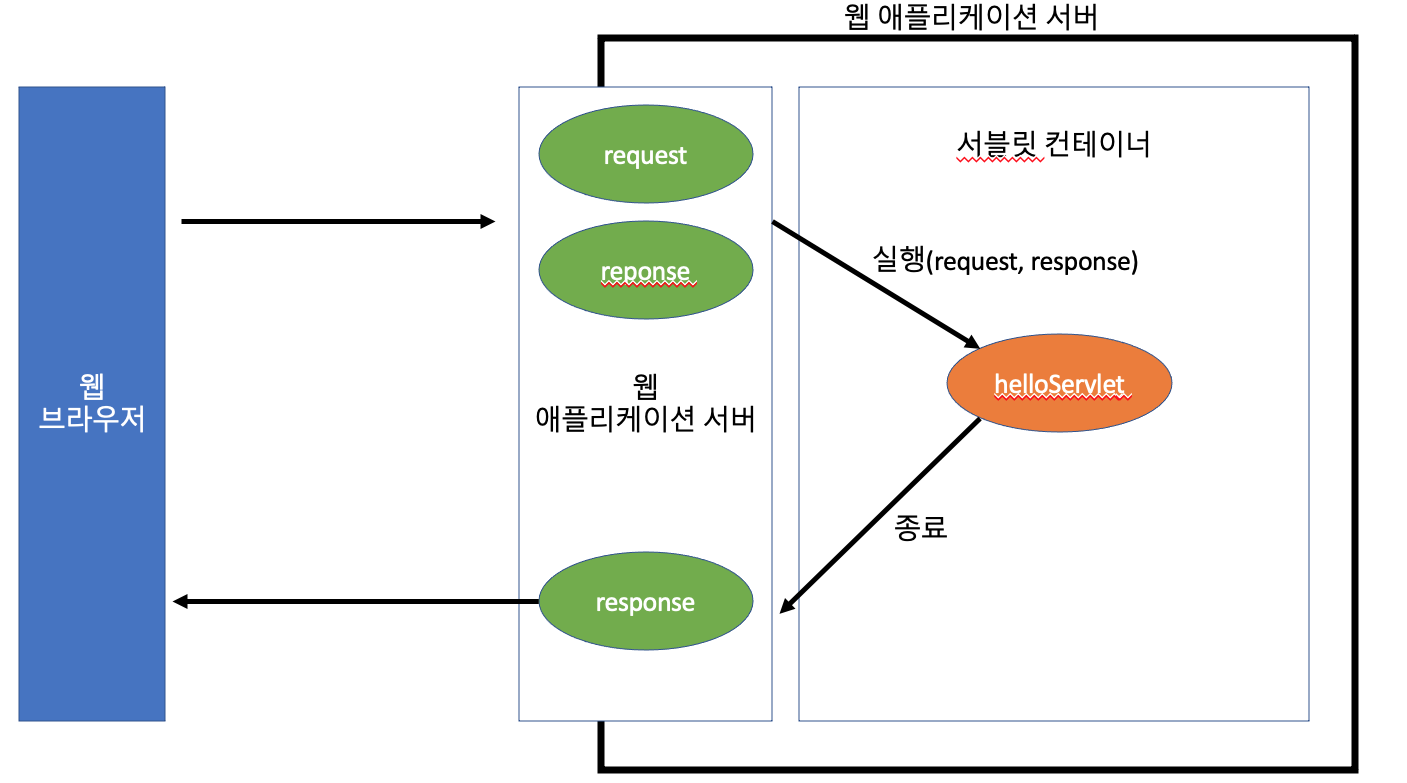 웹 애플리케이션 서버
request
reponse
서블릿 컨테이너
실행(request, response)
helloServlet
웹
브라우저
웹
애플리케이션 서버
종료
response